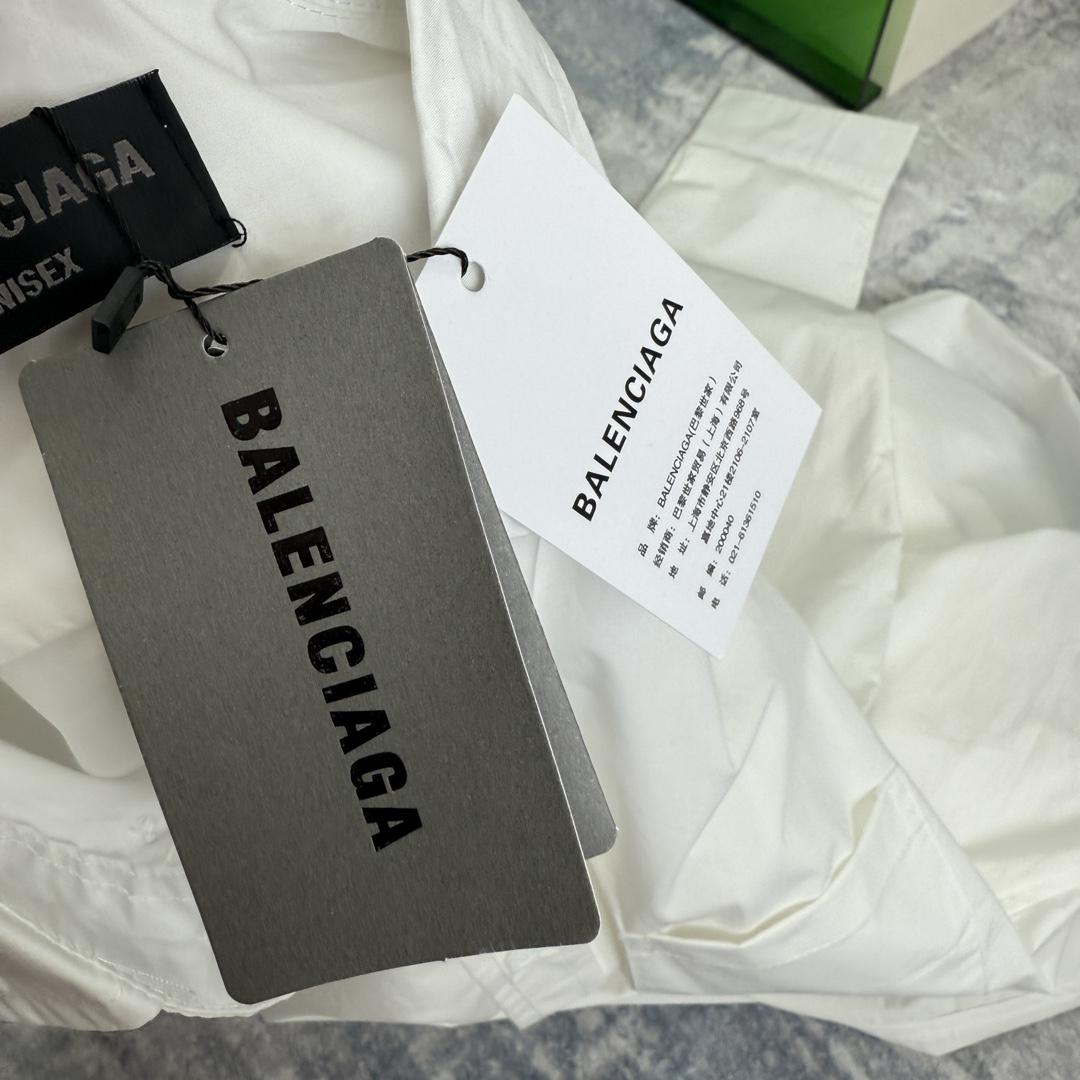 CIAGA
NISEX
BALENCIAGA
BALENCIAGA
品 牌: BALENCIAGA(巴黎世家)
经销商: 巴黎世家贸易(上海)有限公司
地 址: 上海市静安区北京西路968号
嘉地中心21楼2106-2107室
邮 编: 200040
电 话: 021-61361510